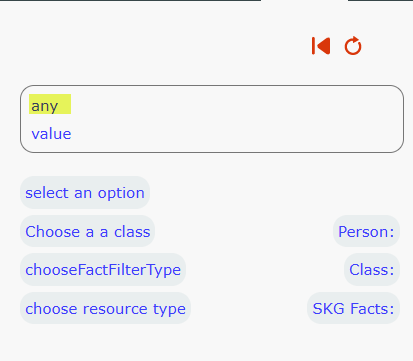 any
value
select an option
Choose a a class
Person:
chooseFactFilterType
Class:
choose resource type
SKG Facts: